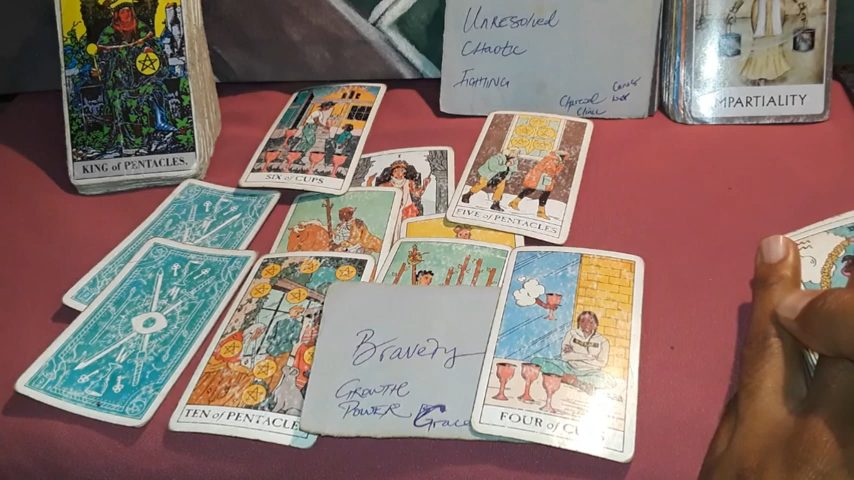 UNRESOLVED
CHAOTIC
FIGHTING
IMPARTIALITY
KING of PENTACLES.
SIX of CUPS
FIVE of PENTACLES
Bravery
GROWTH
POWER Grace
TEN of PENTACLES
FOUR of CU